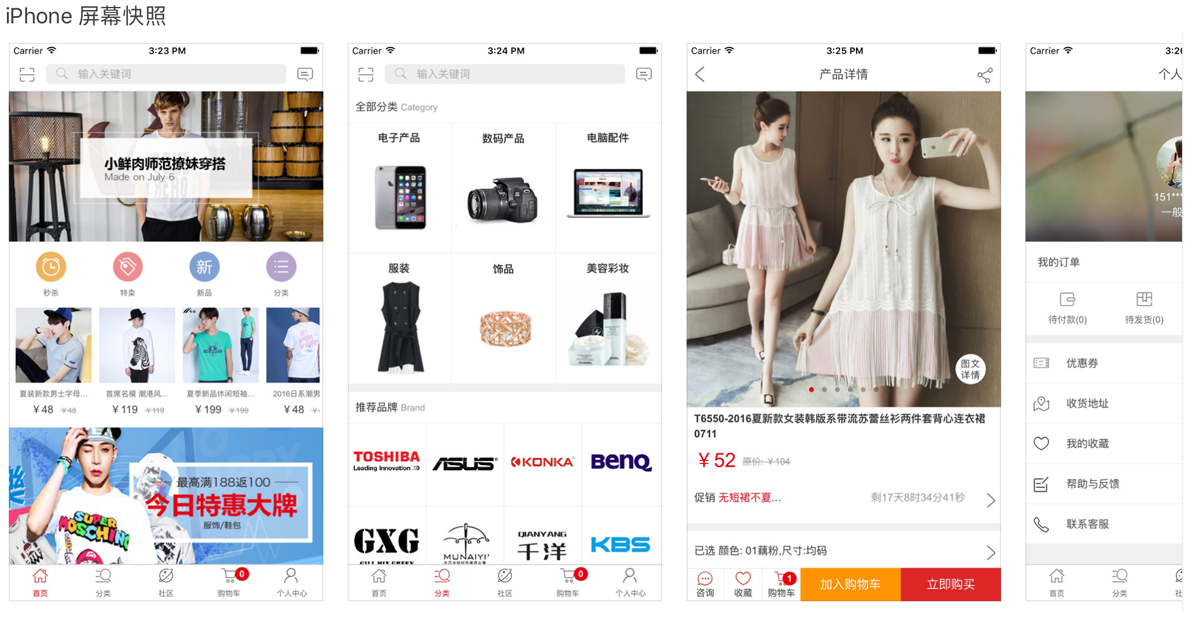 iPhone 屏幕快照
Carrier 3:23 PM
输入关键词
小鲜肉师范撩妹穿搭
Made on July 6
秒杀 特卖 新品 分类
新
夏装新款男士字母... 首席名模 潮港风... 夏季新品休闲短袖... 2016日系潮男
￥48 ￥48 ￥119 ￥119 ￥199 ￥199 ￥48
最高满188返100
今日特惠大牌
服饰/鞋包
SUPER
MOSCHINO
0
首页 分类 社区 购物车 个人中心
Carrier 3:24 PM
输入关键词
全部分类 Category
电子产品 数码产品 电脑配件
服装 饰品 美容彩妆
推荐品牌 Brand
TOSHIBA
Leading Innovation
ASUS KONKA BenQ
GXG
GXG MIX GREEN
MUNAIYI'
QIANYANG
千洋
KBS
0
首页 分类 社区 购物车 个人中心
Carrier 3:25 PM
产品详情
图文
详情
T6550-2016夏新款女装韩版系带流苏蕾丝衫两件套背心连衣裙
0711
￥52 原价: ￥104
促销 无短裙不夏... 剩17天8时34分41秒
已选 颜色: 01藕粉,尺寸:均码
1
咨询 收藏 购物车 加入购物车 立即购买
Carrier 3:26
个人
151**
一般
我的订单
待付款(0) 待发货(0)
优惠券
收货地址
我的收藏
帮助与反馈
联系客服
首页 分类 社